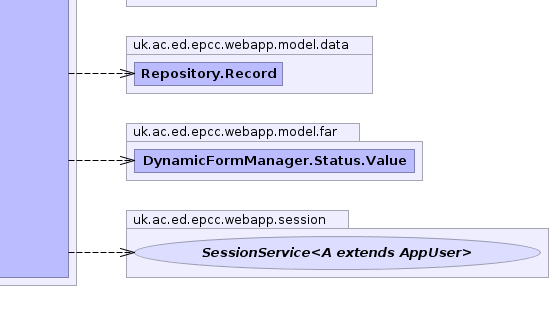 uk.ac.ed.epcc.webapp.model.data
Repository.Record
uk.ac.ed.epcc.webapp.model.far
DynamicFormManager.Status.Value
uk.ac.ed.epcc.webapp.session
SessionService<A extends AppUser>